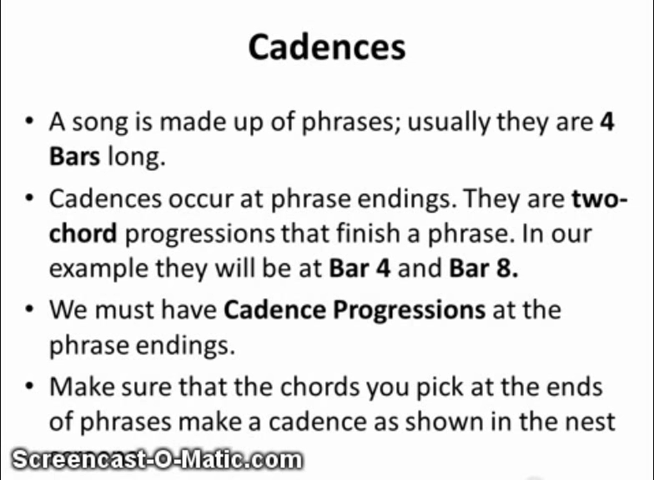 Cadences
• A song is made up of phrases; usually they are 4
Bars long.
• Cadences occur at phrase endings. They are two-
chord progressions that finish a phrase. In our
example they will be at Bar 4 and Bar 8.
• We must have Cadence Progressions at the
phrase endings.
• Make sure that the chords you pick at the ends
of phrases make a cadence as shown in the nest
Screencast-O-Matic.com